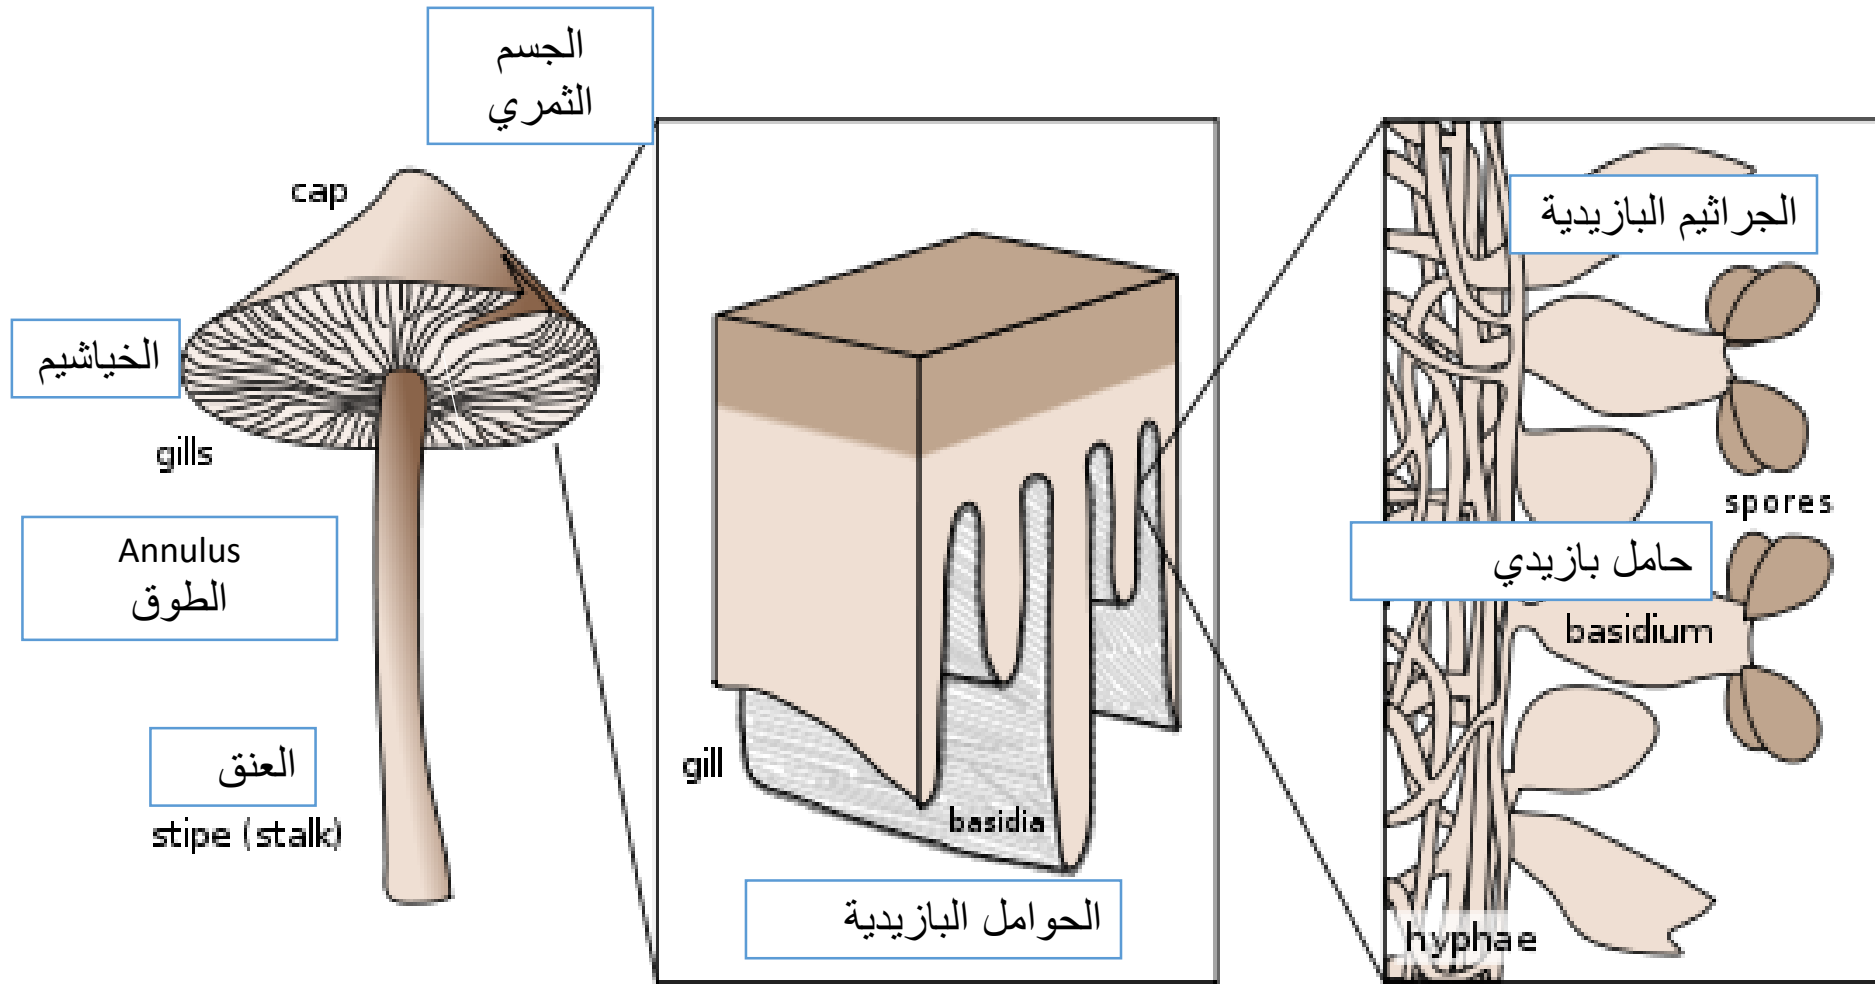 الجسم
الثمري
cap
الخياشيم
gills
Annulus
الطوق
العنق
stipe (stalk)
gill
basidia
الحوامل البازيدية
الجراثيم البازيدية
spores
حامل بازيدي
basidium
hyphae